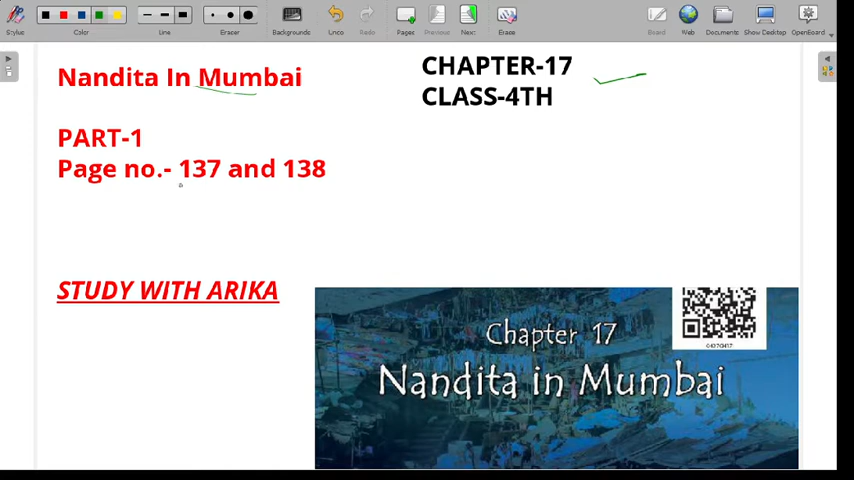 Stylus
Color
Line
Eraser
Backgrounds
Undo
Redo
Pages
Previous
Next
Erase
Board
Web
Documents
Show Desktop
OpenBoard
Nandita In Mumbai
CHAPTER-17
CLASS-4TH
PART-1
Page no.- 137 and 138
STUDY WITH ARIKA
Chapter 17
Nandita in Mumbai